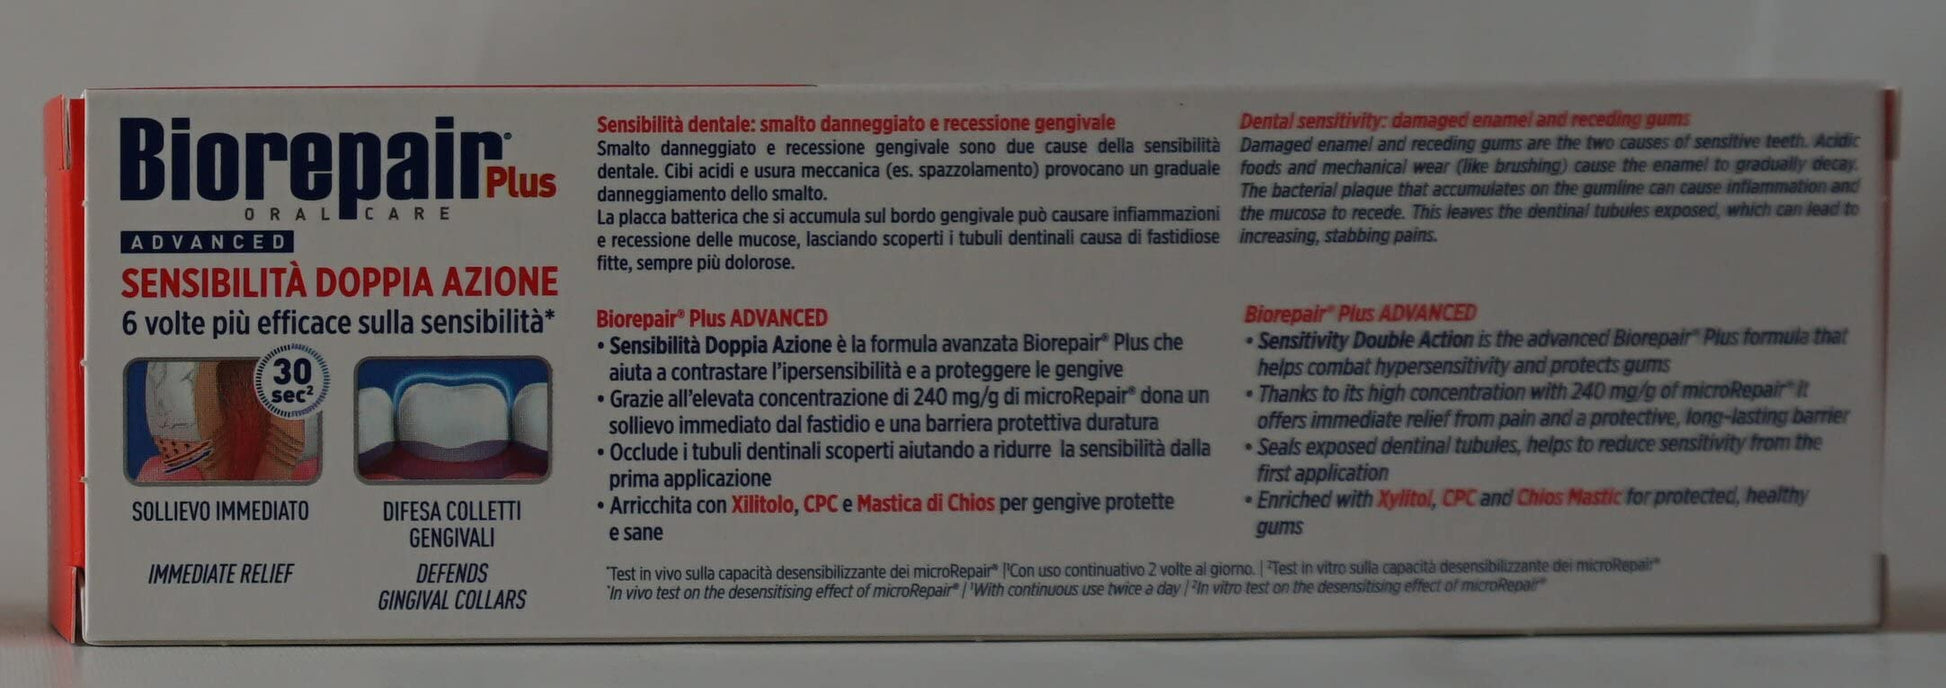 Biorepair® Plus
ORAL CARE
ADVANCED
SENSIBILITÀ DOPPIA AZIONE
6 volte più efficace sulla sensibilità*
30
sec²
SOLLIEVO IMMEDIATO
IMMEDIATE RELIEF
DIFESA COLLETTI
GENGIVALI
DEFENDS
GINGIVAL COLLARS
Sensibilità dentale: smalto danneggiato e recessione gengivale
Smalto danneggiato e recessione gengivale sono due cause della sensibilità
dentale. Cibi acidi e usura meccanica (es. spazzolamento) provocano un graduale
danneggiamento dello smalto.
La placca batterica che si accumula sul bordo gengivale può causare infiammazioni
e recessione delle mucose, lasciando scoperti i tubuli dentinali causa di fastidiose
fitte, sempre più dolorose.
Biorepair® Plus ADVANCED
• Sensibilità Doppia Azione è la formula avanzata Biorepair® Plus che
aiuta a contrastare l'ipersensibilità e a proteggere le gengive
• Grazie all'elevata concentrazione di 240 mg/g di microRepair® dona un
sollievo immediato dal fastidio e una barriera protettiva duratura
• Occlude i tubuli dentinali scoperti aiutando a ridurre la sensibilità dalla
prima applicazione
• Arricchita con Xilitolo, CPC e Mastica di Chios per gengive protette
e sane
Dental sensitivity: damaged enamel and receding gums
Damaged enamel and receding gums are the two causes of sensitive teeth. Acidic
foods and mechanical wear (like brushing) cause the enamel to gradually decay.
The bacterial plaque that accumulates on the gumline can cause inflammation and
the mucosa to recede. This leaves the dentinal tubules exposed, which can lead to
increasing, stabbing pains.
Biorepair® Plus ADVANCED
• Sensitivity Double Action is the advanced Biorepair® Plus formula that
helps combat hypersensitivity and protects gums
• Thanks to its high concentration with 240 mg/g of microRepair® it
offers immediate relief from pain and a protective, long-lasting barrier
• Seals exposed dentinal tubules, helps to reduce sensitivity from the
first application
• Enriched with Xylitol, CPC and Chios Mastic for protected, healthy
gums
*Test in vivo sulla capacità desensibilizzante dei microRepair® |¹Con uso continuativo 2 volte al giorno. | ²Test in vitro sulla capacità desensibilizzante dei microRepair®
*In vivo test on the desensitising effect of microRepair® | ¹With continuous use twice a day | ²In vitro test on the desensitising effect of microRepair®